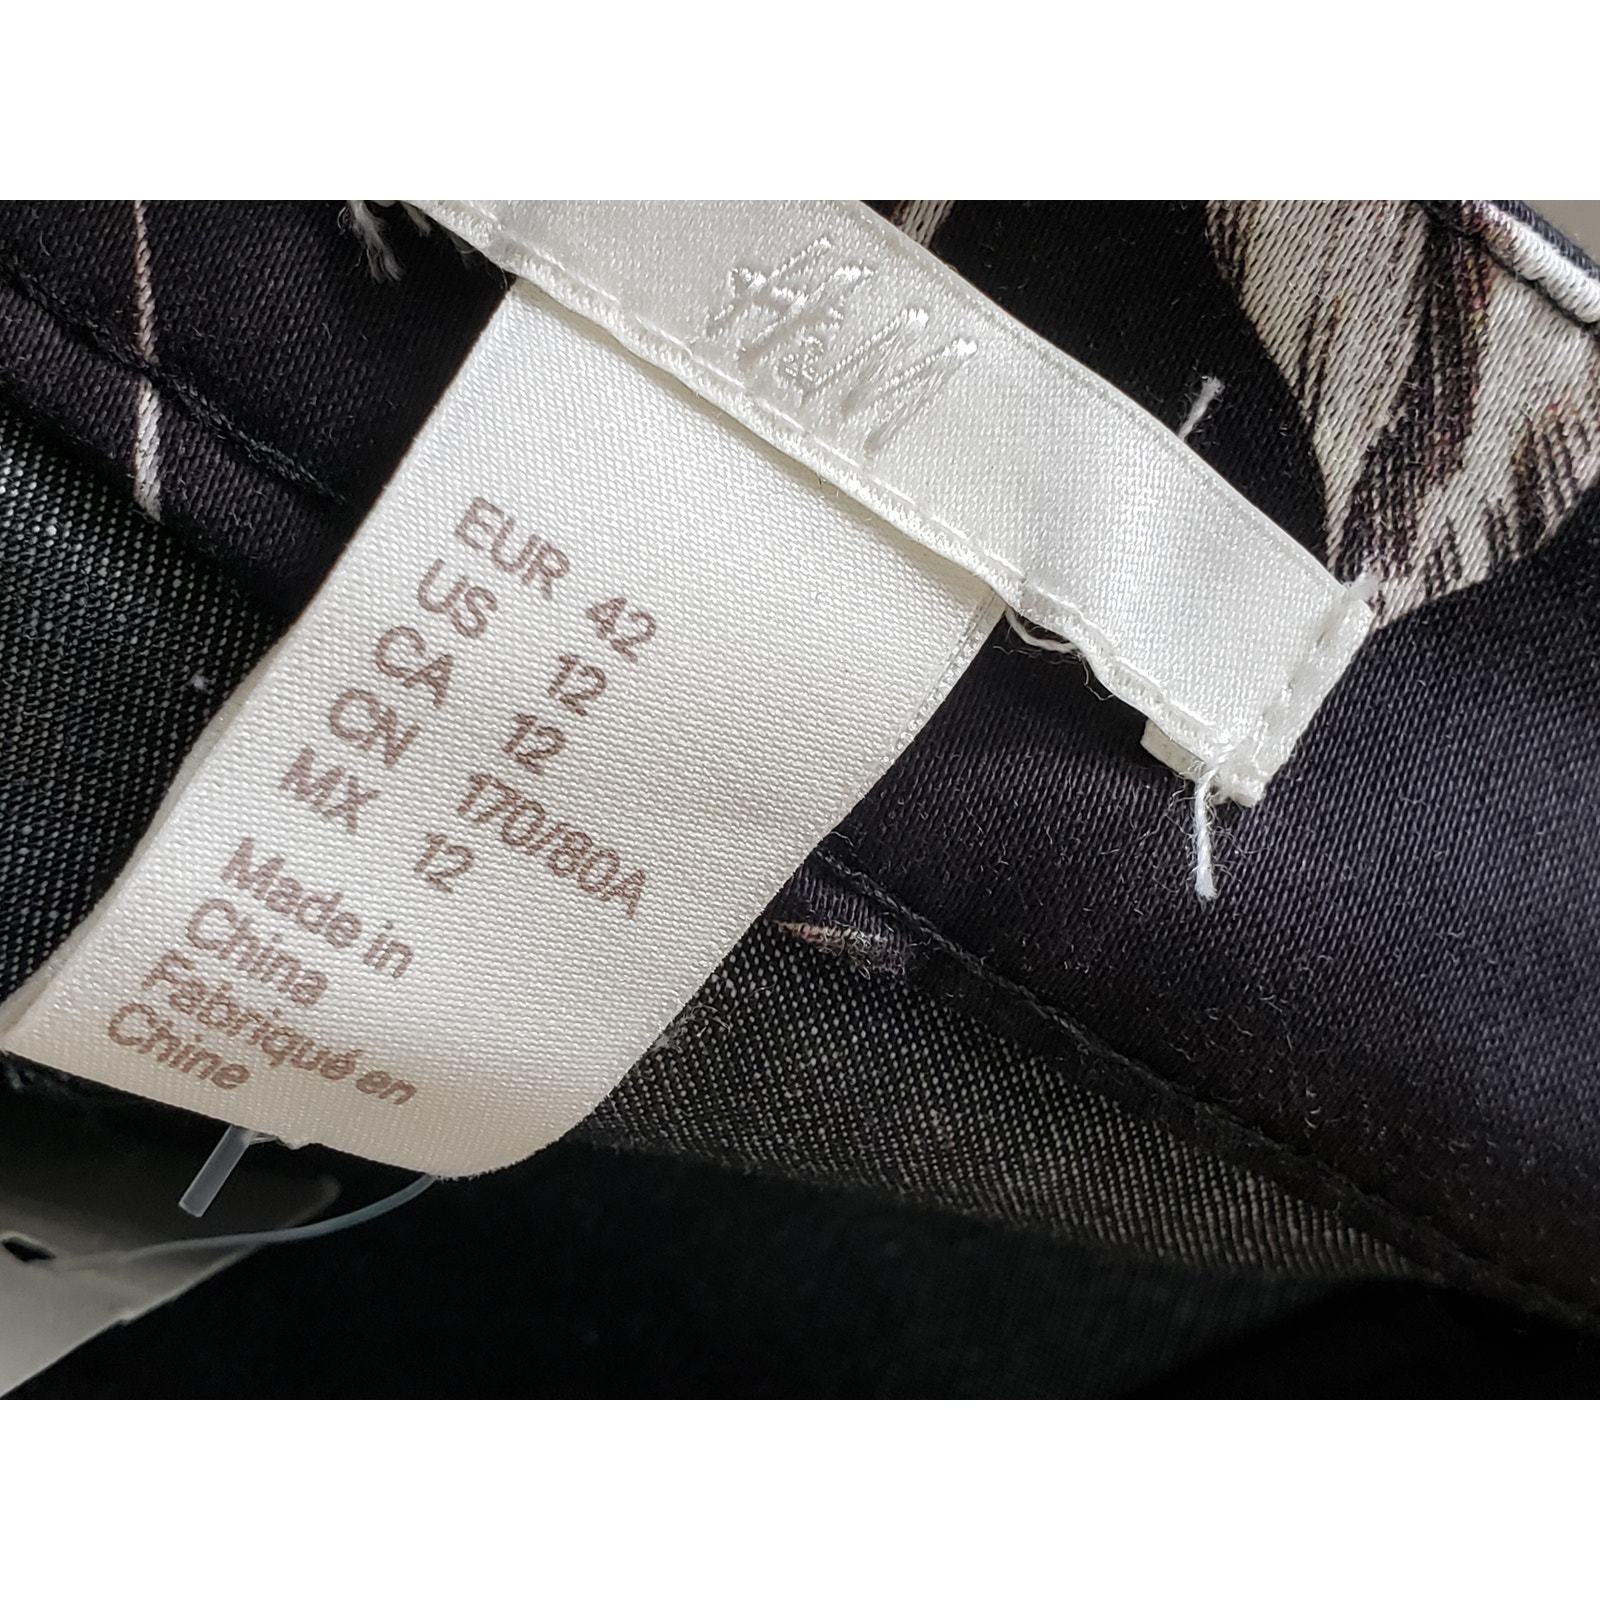 H&M
EUR 42
US 12
CA 12
CN 170/80A
MX 12
Made in
China
Fabriqué en
Chine